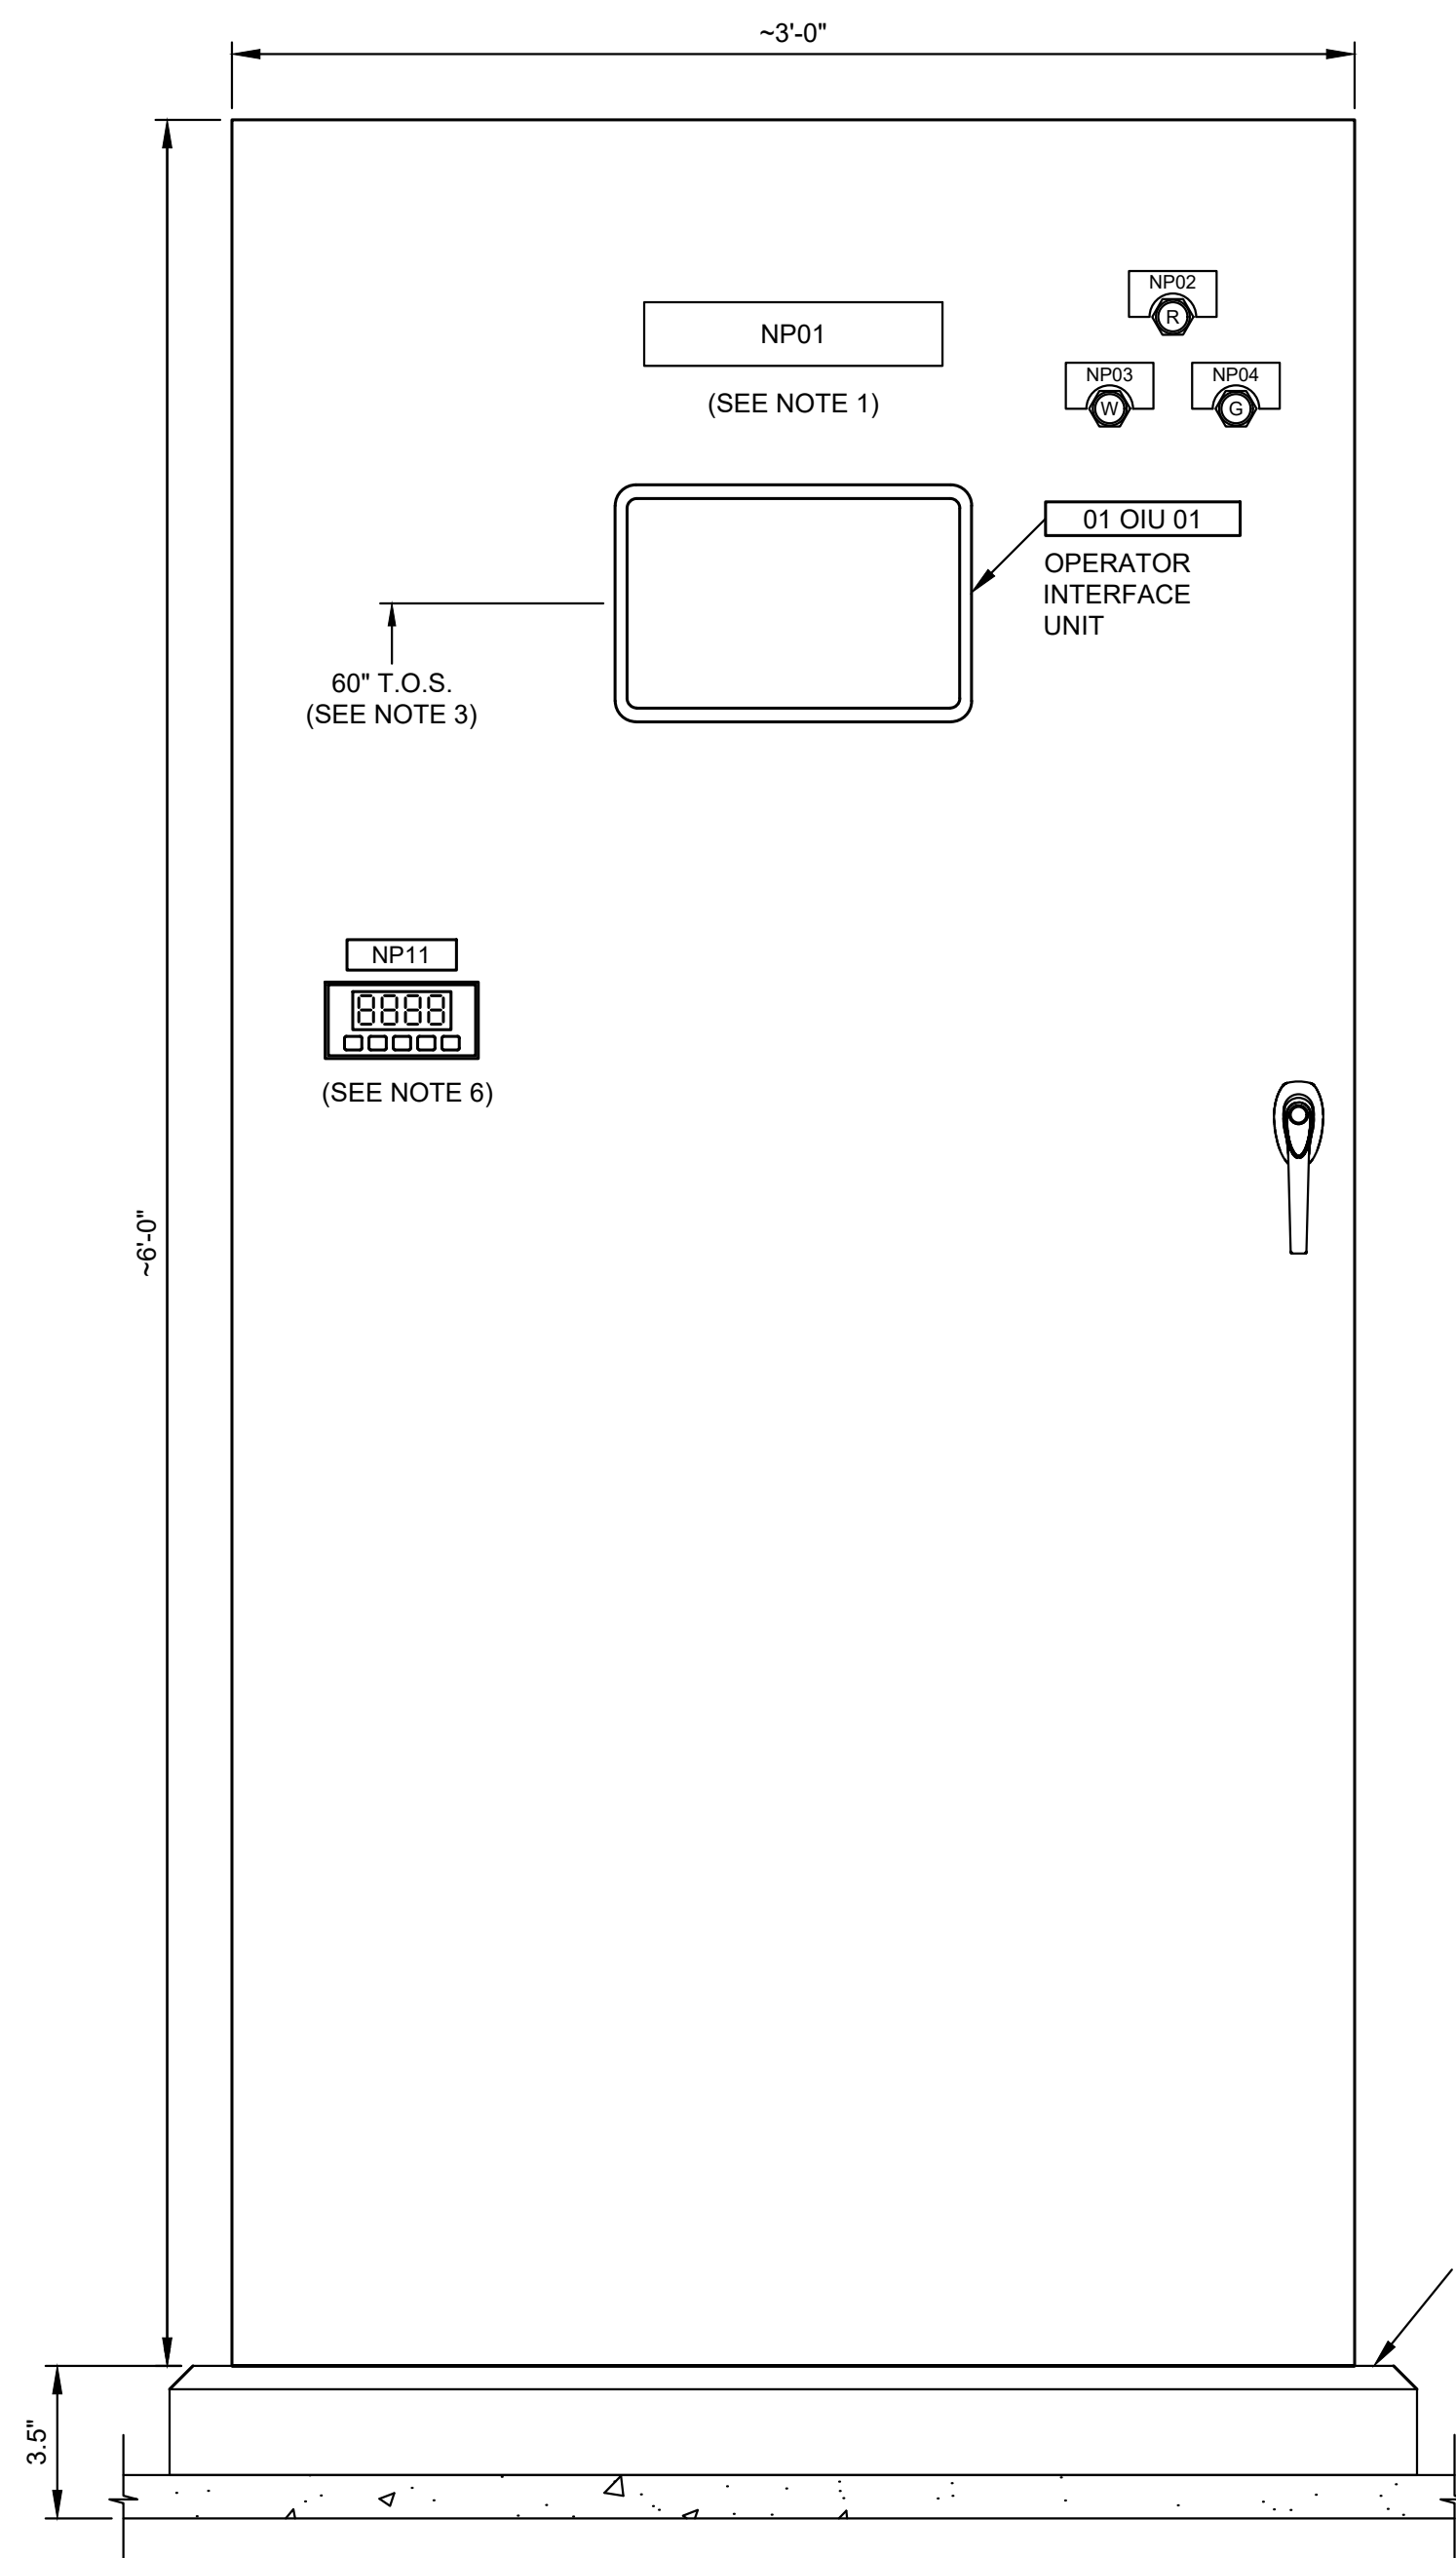 ~3'-0"
NP02
R
NP01
(SEE NOTE 1)
NP03
W
NP04
G
01 OIU 01
OPERATOR
INTERFACE
UNIT
60" T.O.S.
(SEE NOTE 3)
NP11
8888
(SEE NOTE 6)
~6'-0"
3.5"